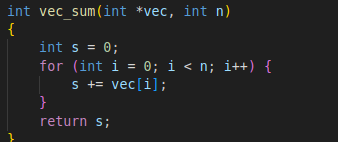 int vec_sum(int *vec, int n)
{
    int s = 0;
    for (int i = 0; i < n; i++) {
        s += vec[i];
    }
    return s;
}